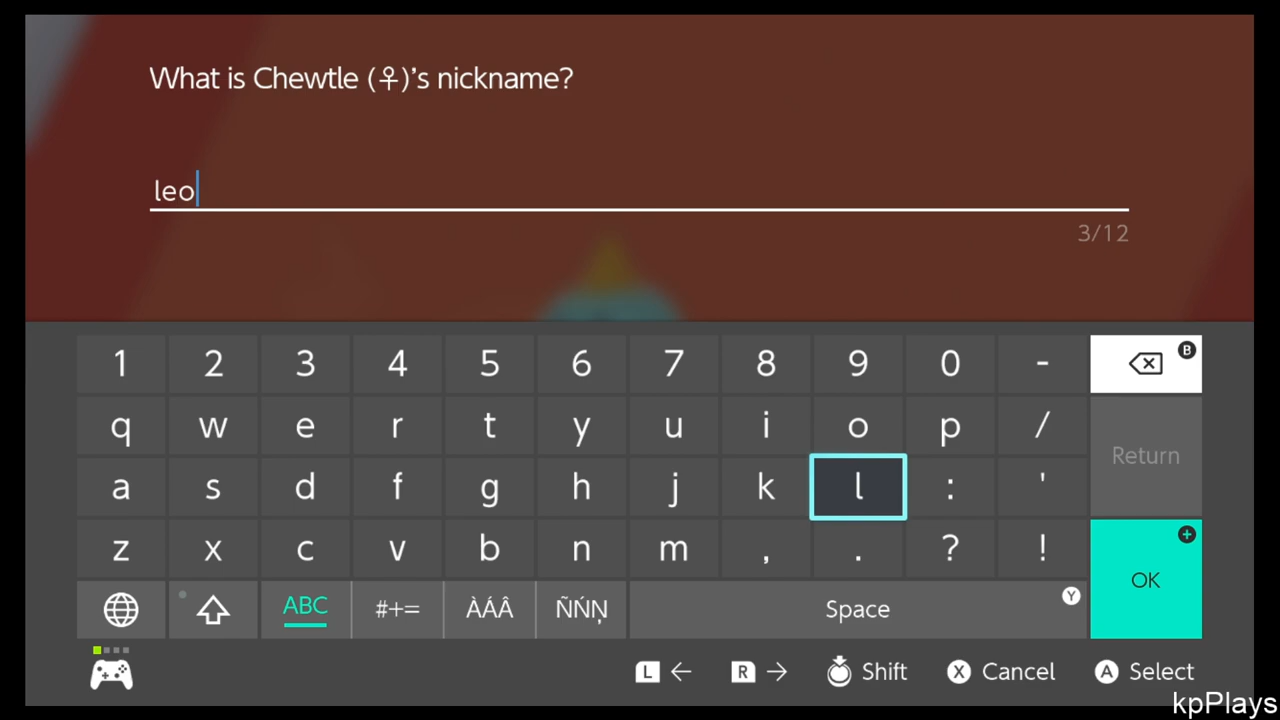 What is Chewtle (♀)'s nickname?
leo
3/12
1 2 3 4 5 6 7 8 9 0 -
B
q w e r t y u i o p /
Return
a s d f g h j k l : '
z x c v b n m , . ? !
+
OK
ABC #+= ÀÁÂ ÑŃŅ Space Y
L ← R → Shift X Cancel A Select
kpPlays